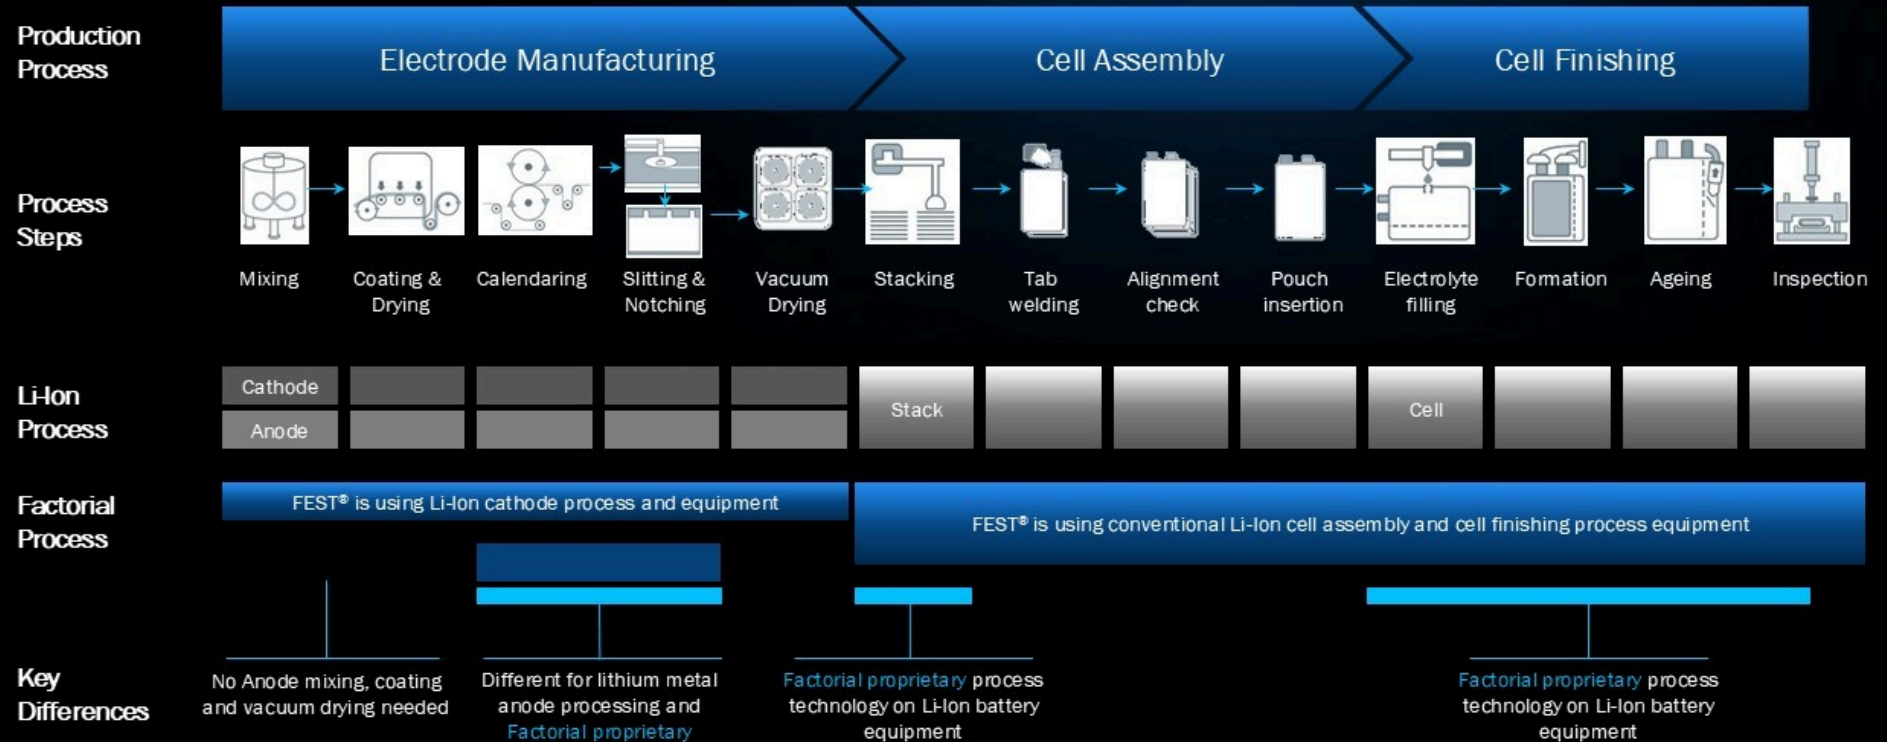 Production
Process
Electrode Manufacturing
Cell Assembly
Cell Finishing
Process
Steps
Mixing
Coating &
Drying
Calendaring
Slitting &
Notching
Vacuum
Drying
Stacking
Tab
welding
Alignment
check
Pouch
insertion
Electrolyte
filling
Formation
Ageing
Inspection
Li-Ion
Process
Cathode
Anode
Stack
Cell
Factorial
Process
FEST® is using Li-Ion cathode process and equipment
FEST® is using conventional Li-Ion cell assembly and cell finishing process equipment
Key
Differences
No Anode mixing, coating
and vacuum drying needed
Different for lithium metal
anode processing and
Factorial proprietary
Factorial proprietary process
technology on Li-Ion battery
equipment
Factorial proprietary process
technology on Li-Ion battery
equipment